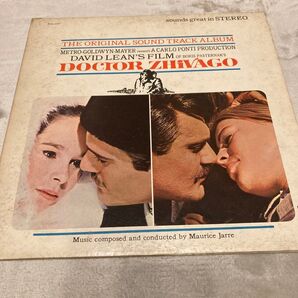 sounds great in STEREO
THE ORIGINAL SOUND TRACK ALBUM
METRO-GOLDWYN-MAYER PRESENTS A CARLO PONTI PRODUCTION
DAVID LEAN'S FILM OF BORIS PASTERNAK'S
DOCTOR ZHIVAGO
Music composed and conducted by Maurice Jarre